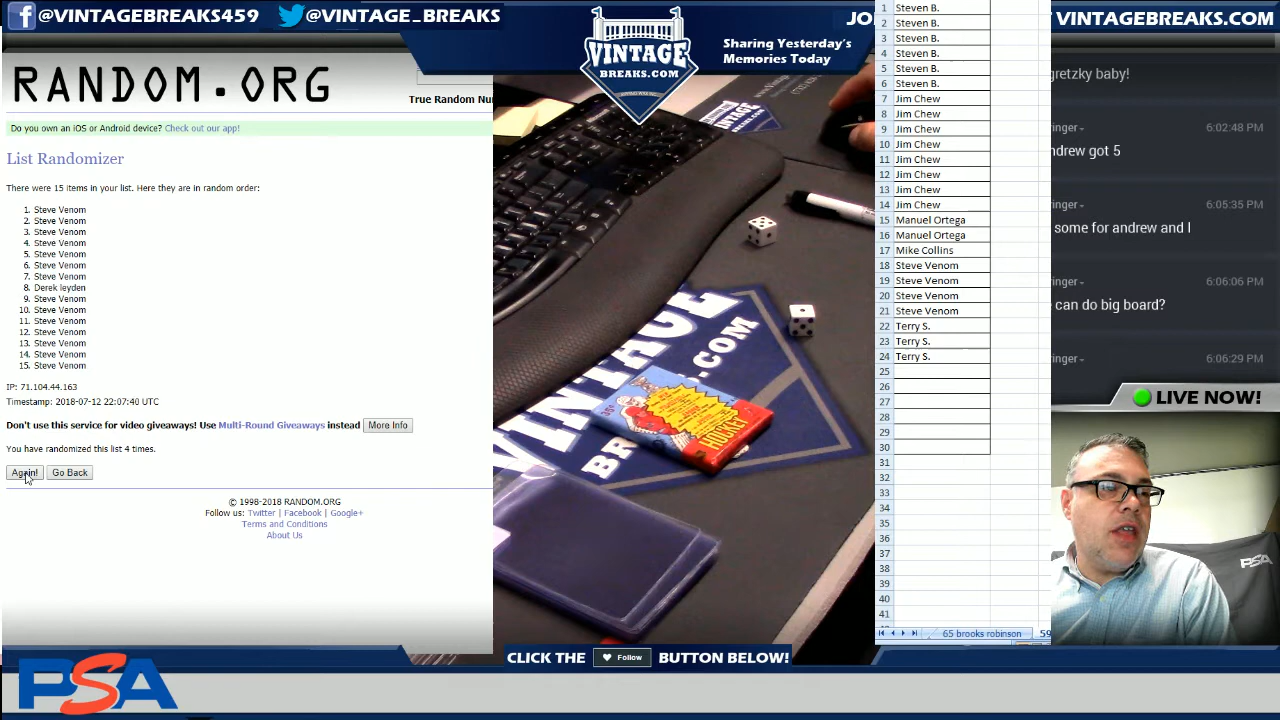 @VINTAGEBREAKS459
@VINTAGE_BREAKS
VINTAGE
BREAKS.COM
Sharing Yesterday's
Memories Today
JO
VINTAGEBREAKS.COM
RANDOM.ORG
True Random Nu
Do you own an iOS or Android device? Check out our app!
List Randomizer
There were 15 items in your list. Here they are in random order:
1. Steve Venom
2. Steve Venom
3. Steve Venom
4. Steve Venom
5. Steve Venom
6. Steve Venom
7. Steve Venom
8. Derek leyden
9. Steve Venom
10. Steve Venom
11. Steve Venom
12. Steve Venom
13. Steve Venom
14. Steve Venom
15. Steve Venom
IP: 71.104.44.163
Timestamp: 2018-07-12 22:07:40 UTC
Don't use this service for video giveaways! Use Multi-Round Giveaways instead More Info
You have randomized this list 4 times.
Again! Go Back
© 1998-2018 RANDOM.ORG
Follow us: Twitter | Facebook | Google+
Terms and Conditions
About Us
VINTAGE
VINTAGE
BR
.COM
HOCKEY
1 Steven B.
2 Steven B.
3 Steven B.
4 Steven B.
5 Steven B.
6 Steven B.
7 Jim Chew
8 Jim Chew
9 Jim Chew
10 Jim Chew
11 Jim Chew
12 Jim Chew
13 Jim Chew
14 Jim Chew
15 Manuel Ortega
16 Manuel Ortega
17 Mike Collins
18 Steve Venom
19 Steve Venom
20 Steve Venom
21 Steve Venom
22 Terry S.
23 Terry S.
24 Terry S.
25
26
27
28
29
30
31
32
33
34
35
36
37
38
39
40
41
65 brooks robinson 59
gretzky baby!
inger 6:02:48 PM
ndrew got 5
inger 6:05:35 PM
some for andrew and I
inger 6:06:06 PM
can do big board?
inger 6:06:29 PM
LIVE NOW!
PSA
CLICK THE Follow BUTTON BELOW!
PSA